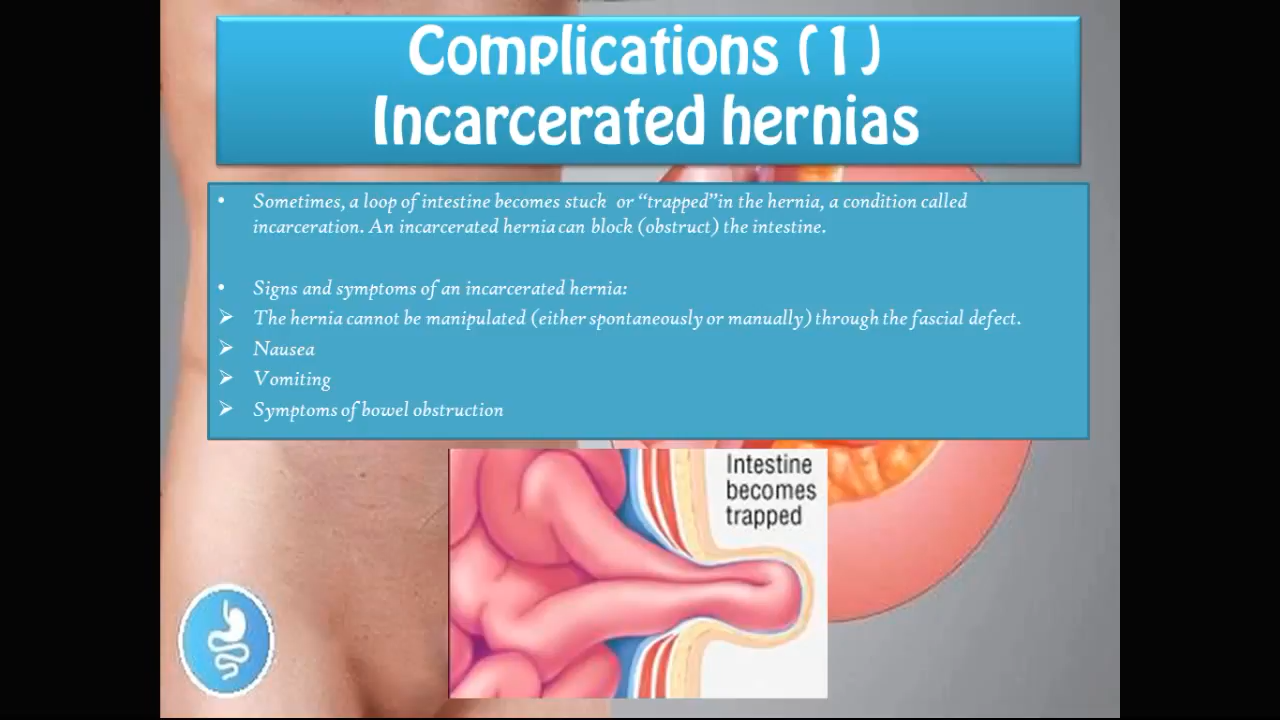 Complications (1)
Incarcerated hernias
• Sometimes, a loop of intestine becomes stuck or “trapped”in the hernia, a condition called
incarceration. An incarcerated hernia can block (obstruct) the intestine.
• Signs and symptoms of an incarcerated hernia:
➢ The hernia cannot be manipulated (either spontaneously or manually) through the fascial defect.
➢ Nausea
➢ Vomiting
➢ Symptoms of bowel obstruction
Intestine
becomes
trapped